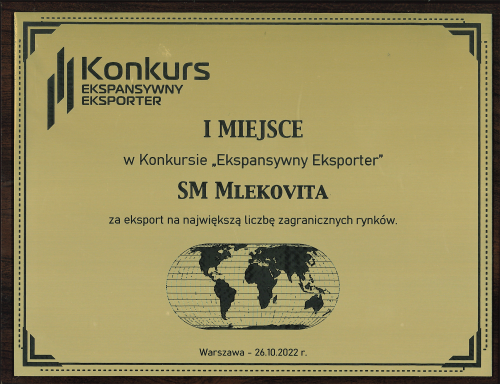 Konkurs
EKSPANSYWNY
EKSPORTER
I MIEJSCE
w Konkursie „Ekspansywny Eksporter”
SM MLEKOVITA
za eksport na największą liczbę zagranicznych rynków.
Warszawa - 26.10.2022 r.